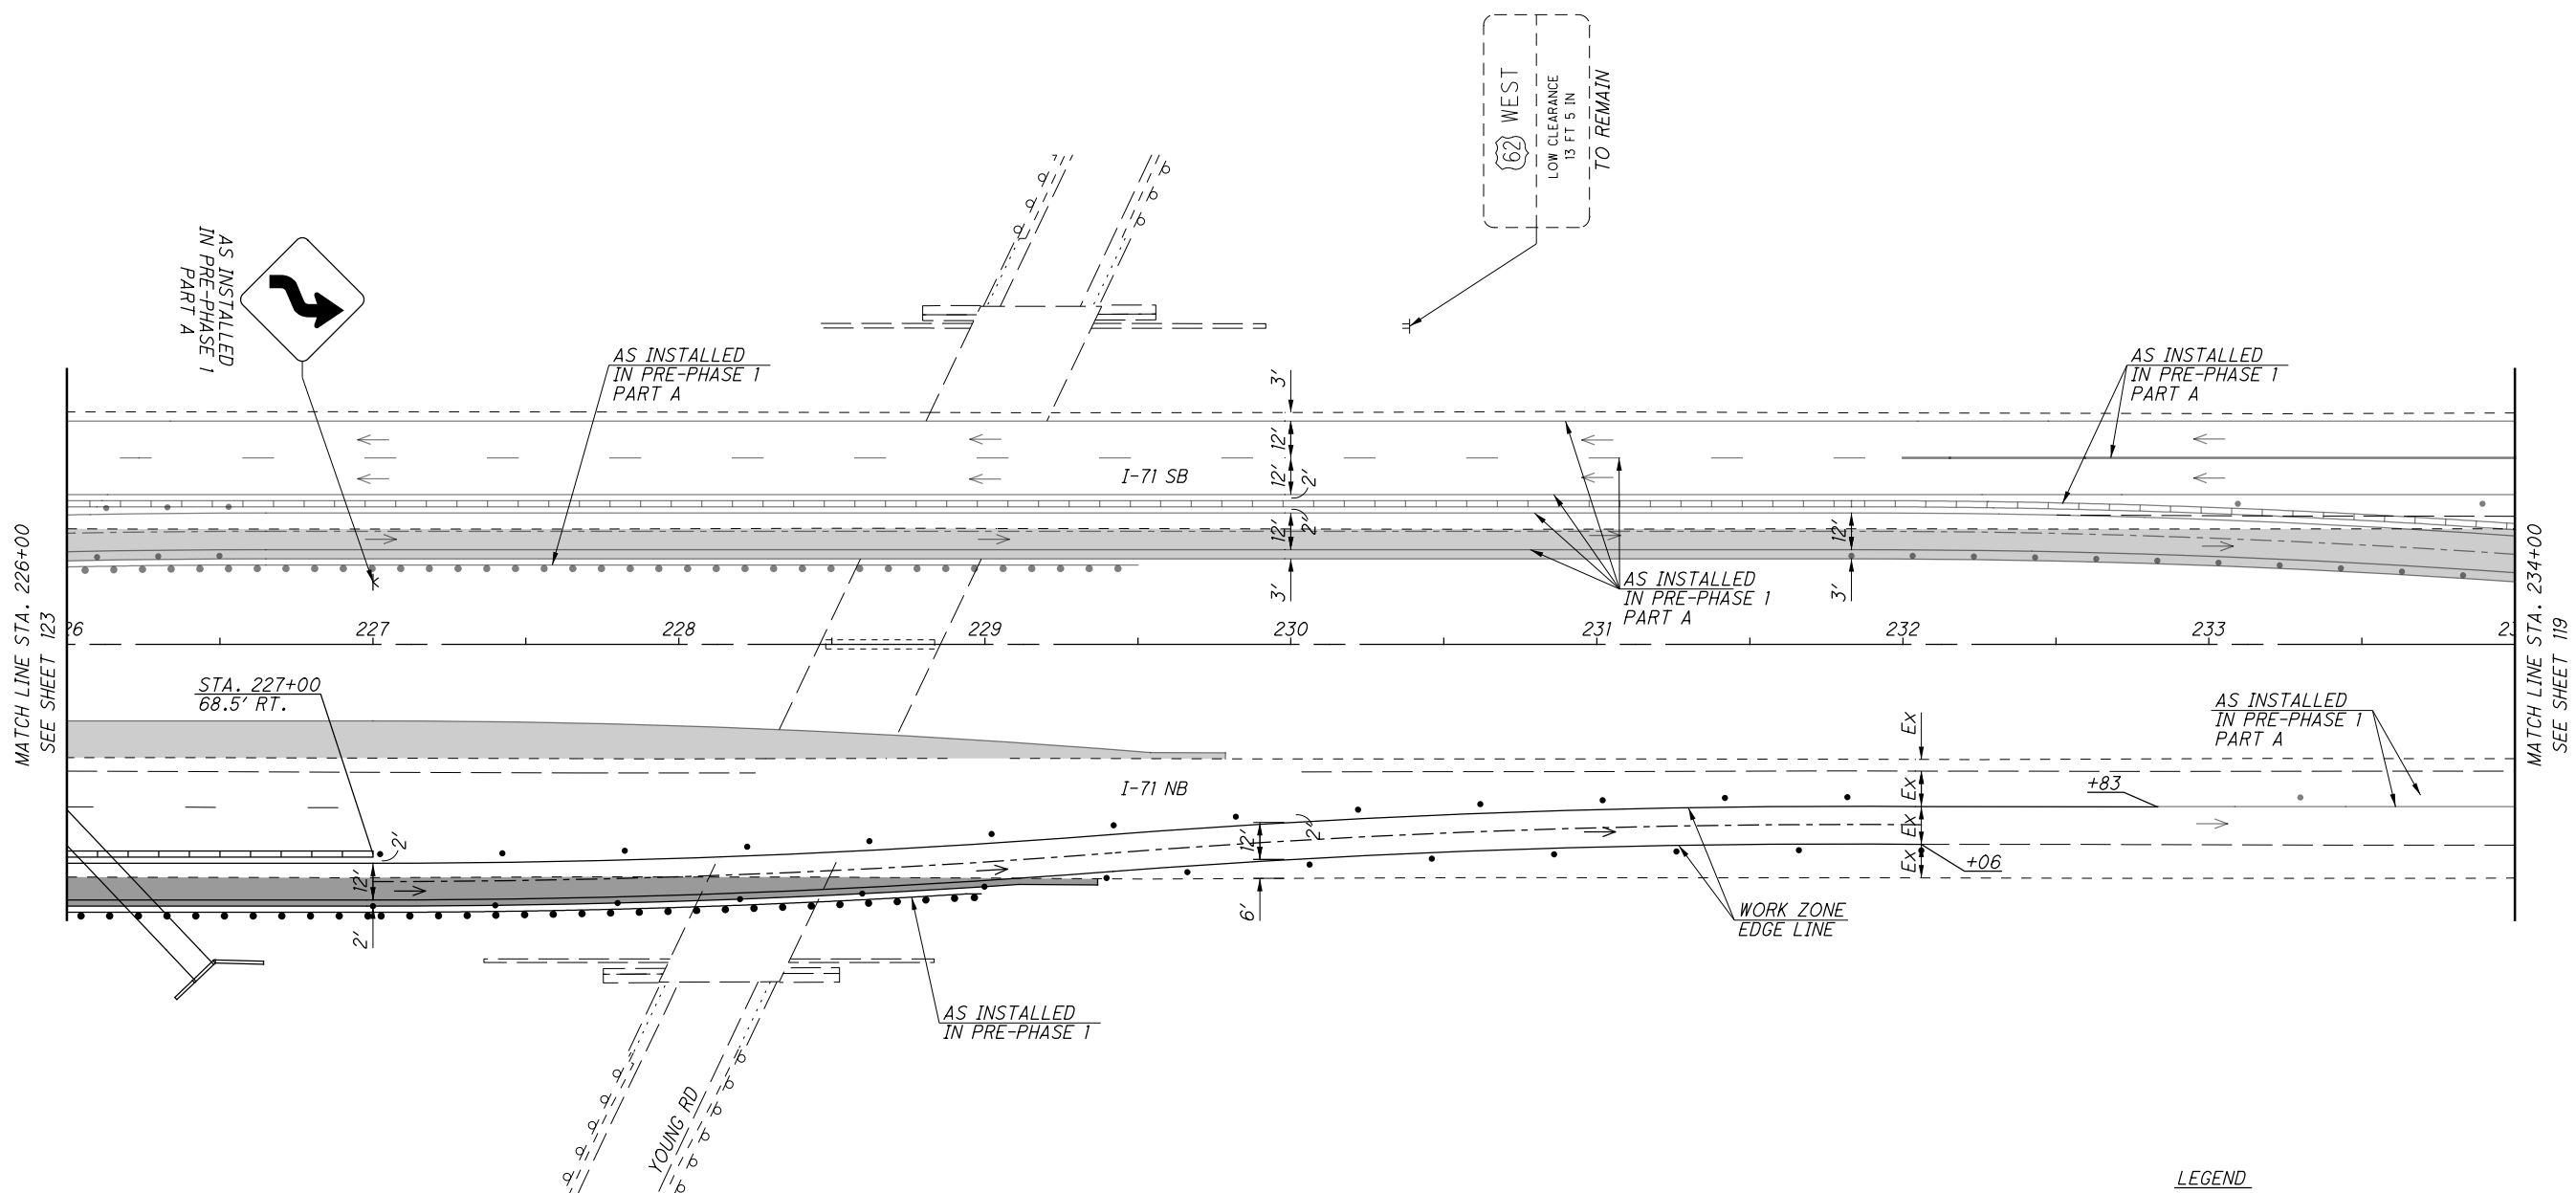 62 WEST
LOW CLEARANCE
13 FT 5 IN
TO REMAIN
AS INSTALLED
IN PRE-PHASE 1
PART A
AS INSTALLED
IN PRE-PHASE 1
PART A
AS INSTALLED
IN PRE-PHASE 1
PART A
3'
12'
12'
2'
I-71 SB
2'
12'
3'
12'
3'
AS INSTALLED
IN PRE-PHASE 1
PART A
MATCH LINE STA. 226+00
SEE SHEET 123
MATCH LINE STA. 234+00
SEE SHEET 119
26
227
228
229
230
231
232
233
23
STA. 227+00
68.5' RT.
AS INSTALLED
IN PRE-PHASE 1
PART A
I-71 NB
+83
Ex
Ex
Ex
Ex
+06
2'
12'
2'
2'
12'
6'
WORK ZONE
EDGE LINE
AS INSTALLED
IN PRE-PHASE 1
YOUNG RD
LEGEND